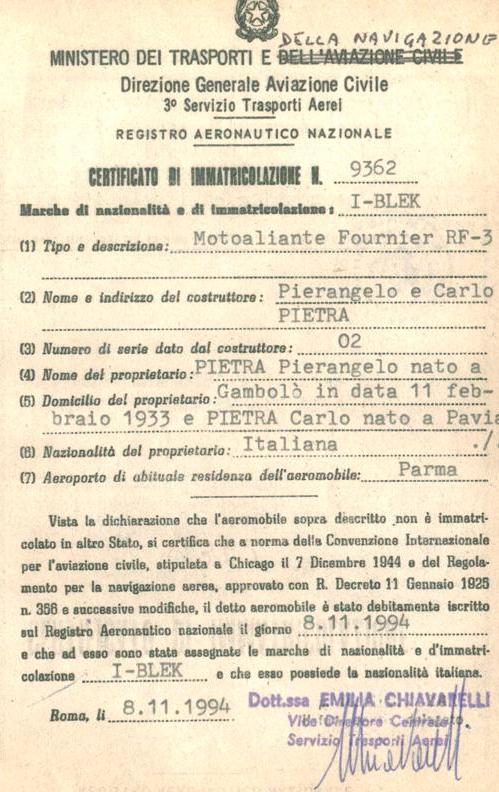 DELLA NAVIGAZIONE
MINISTERO DEI TRASPORTI E DELL'AVIAZIONE CIVILE
Direzione Generale Aviazione Civile
3º Servizio Trasporti Aerei
REGISTRO AERONAUTICO NAZIONALE
CERTIFICATO DI IMMATRICOLAZIONE N. 9362
Marche di nazionalità e di immatricolazione: I-BLEK
(1) Tipo e descrizione: Motoaliante Fournier RF-3
(2) Nome e indirizzo del costruttore: Pierangelo e Carlo
PIETRA
(3) Numero di serie dato dal costruttore: 02
(4) Nome del proprietario: PIETRA Pierangelo nato a
(5) Domicilio del proprietario: Gambolò in data 11 feb-
braio 1933 e PIETRA Carlo nato a Pavia
(6) Nazionalità del proprietario: Italiana ./.
(7) Aeroporto di abituale residenza dell'aeromobile: Parma
Vista la dichiarazione che l'aeromobile sopra descritto non è immatri-
colato in altro Stato, si certifica che a norma della Convenzione Internazionale
per l'aviazione civile, stipulata a Chicago il 7 Dicembre 1944 e del Regola-
mento per la navigazione aerea, approvato con R. Decreto 11 Gennaio 1925
n. 356 e successive modifiche, il detto aeromobile è stato debitamente iscritto
sul Registro Aeronautico nazionale il giorno 8.11.1994
e che ad esso sono state assegnate le marche di nazionalità e d'immatri-
colazione I-BLEK e che esso possiede la nazionalità italiana.
Roma, li 8.11.1994
Dott.ssa EMILIA CHIAVARELLI
Vice Direttore Centrale
Servizio Trasporti Aerei